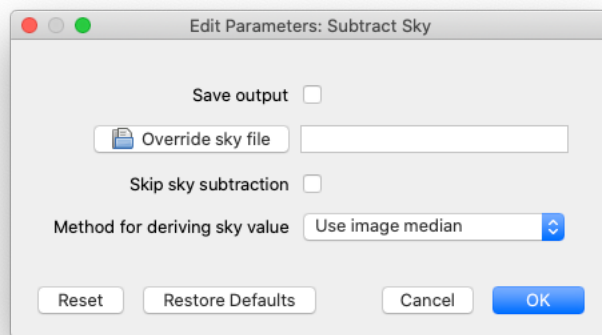 Edit Parameters: Subtract Sky
Save output
Override sky file
Skip sky subtraction
Method for deriving sky value Use image median
Reset Restore Defaults Cancel OK